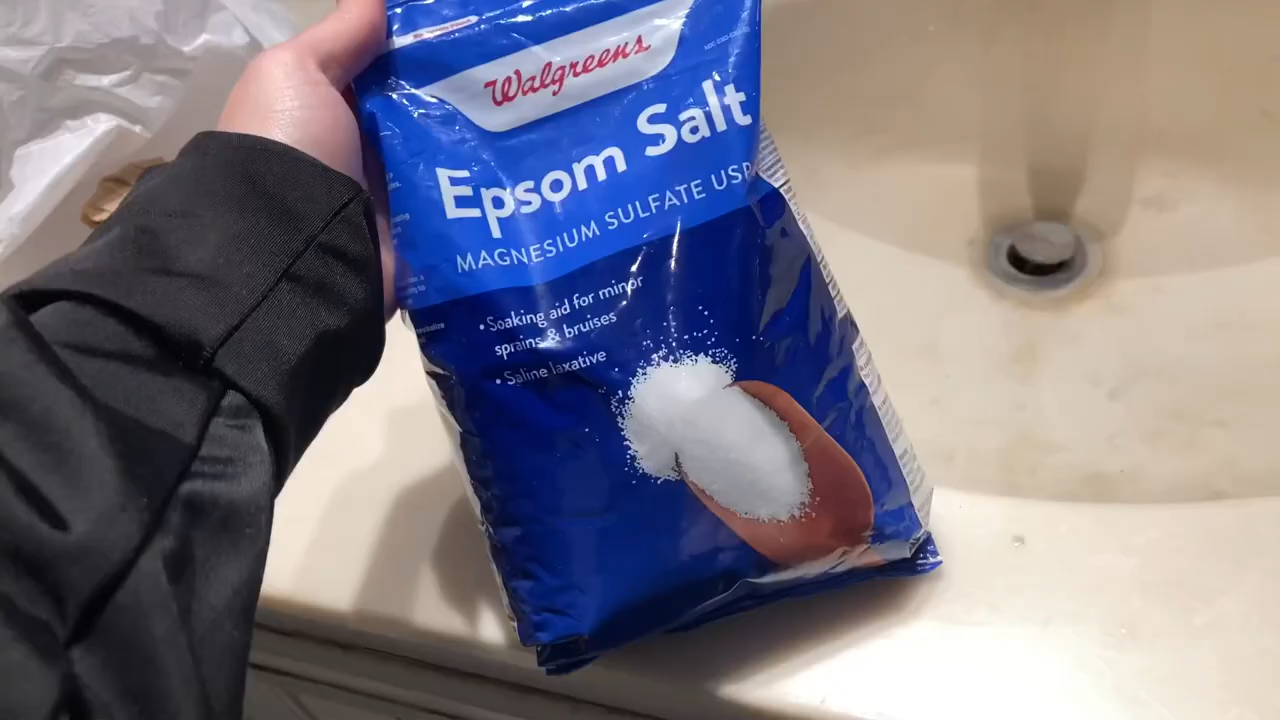 Walgreens
Epsom Salt
MAGNESIUM SULFATE USP
• Soaking aid for minor
sprains & bruises
• Saline laxative